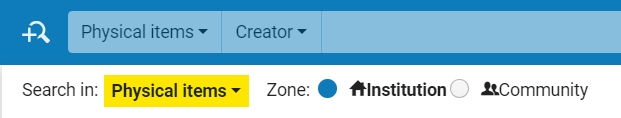 Physical items Creator
Search in: Physical items Zone: Institution Community